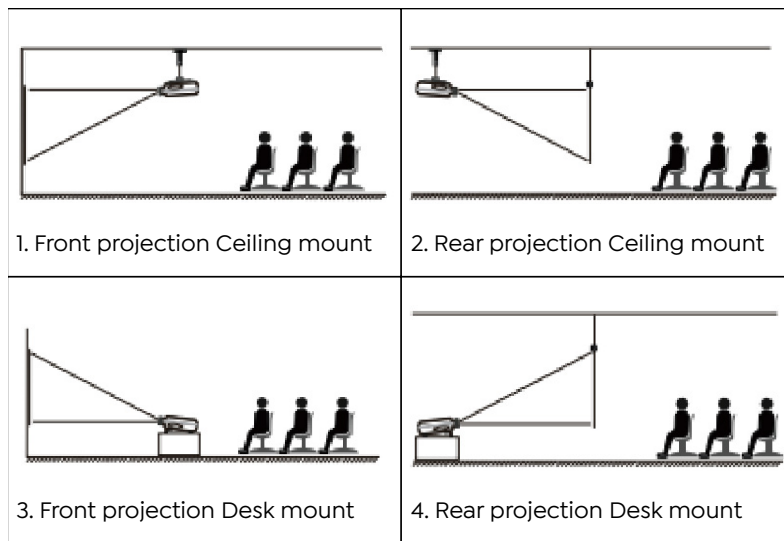 1. Front projection Ceiling mount
2. Rear projection Ceiling mount
3. Front projection Desk mount
4. Rear projection Desk mount